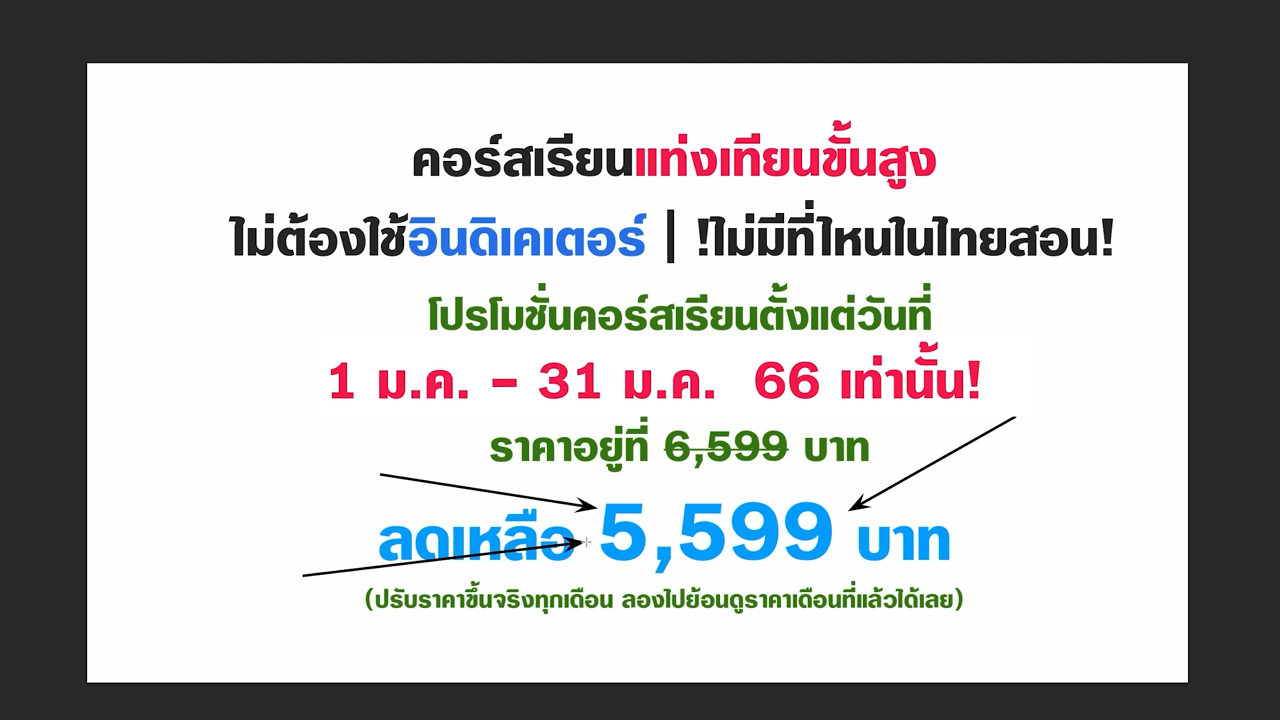 คอร์สเรียนแท่งเทียนขั้นสูง
ไม่ต้องใช้อินดิเคเตอร์ | !ไม่มีที่ไหนในไทยสอน!
โปรโมชั่นคอร์สเรียนตั้งแต่วันที่
1 ม.ค. – 31 ม.ค. 66 เท่านั้น!
ราคาอยู่ที่ 6,599 บาท
ลดเหลือ 5,599 บาท
(ปรับราคาขึ้นจริงทุกเดือน ลองไปย้อนดูราคาเดือนที่แล้วได้เลย)